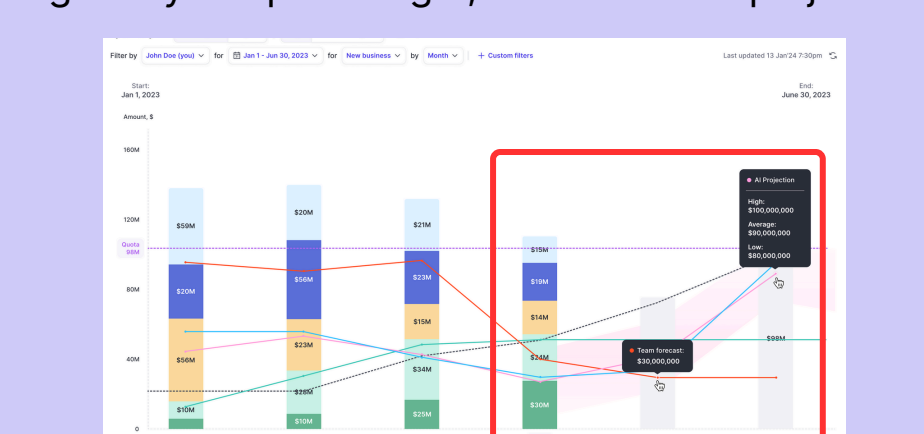 Filter by John Doe (you) for Jan 1 - Jun 30, 2023 for New business by Month + Custom filters
Last updated 13 Jan'24 7:30pm
Start:
Jan 1, 2023
End:
June 30, 2023
Amount, $
160M
120M
Quota
96M
80M
40M
0
$59M
$20M
$56M
$10M
$20M
$56M
$23M
$28M
$10M
$21M
$23M
$15M
$34M
$25M
$15M
$19M
$14M
$24M
$30M
Team forecast:
$30,000,000
AI Projection
High:
$100,000,000
Average:
$90,000,000
Low:
$80,000,000
$98M